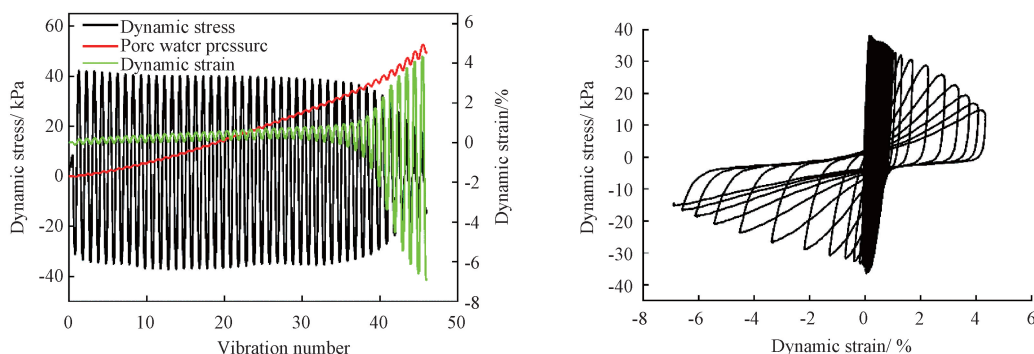 Dynamic stress
Porc water pressurc
Dynamic strain
60
40
20
0
-20
-40
6
4
2
0
-2
-4
-6
-8
0 10 20 30 40 50
Dynamic stress/ kPa
Dynamic strain/%
Vibration number
40
30
20
10
0
-10
-20
-30
-40
-8 -6 -4 -2 0 2 4 6
Dynamic stress/ kPa
Dynamic strain/ %